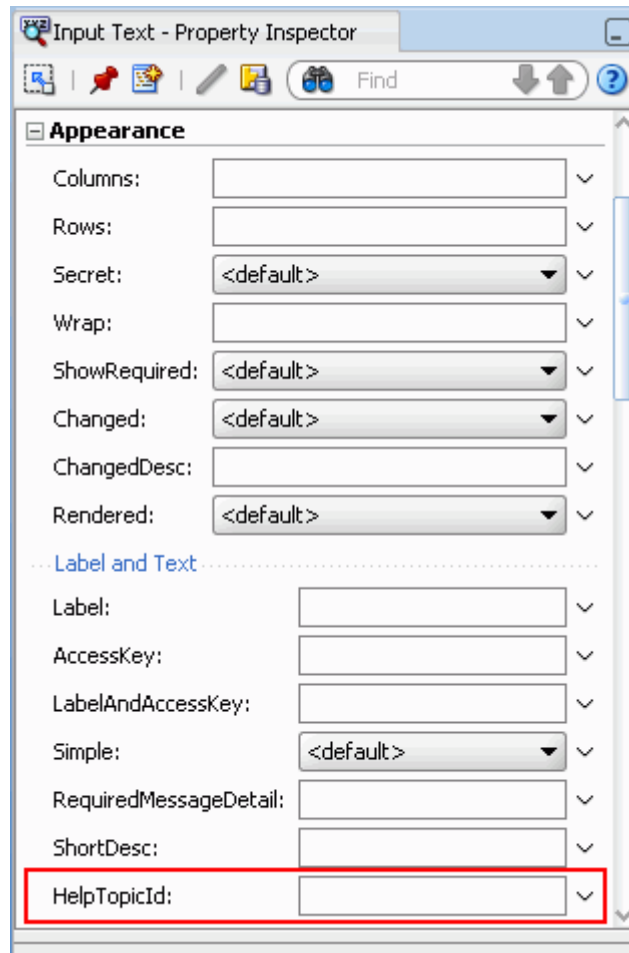 Input Text - Property Inspector
Find
Appearance
Columns:
Rows:
Secret: <default>
Wrap:
ShowRequired: <default>
Changed: <default>
ChangedDesc:
Rendered: <default>
Label and Text
Label:
AccessKey:
LabelAndAccessKey:
Simple: <default>
RequiredMessageDetail:
ShortDesc:
HelpTopicId: